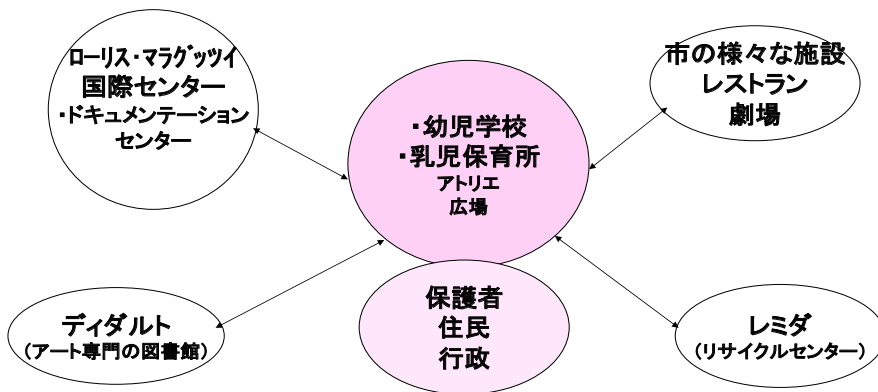 ローリス・マラグッツイ
国際センター
・ドキュメンテーション
センター
市の様々な施設
レストラン
劇場
・幼児学校
・乳児保育所
アトリエ
広場
ディダルト
(アート専門の図書館)
保護者
住民
行政
レミダ
(リサイクルセンター)